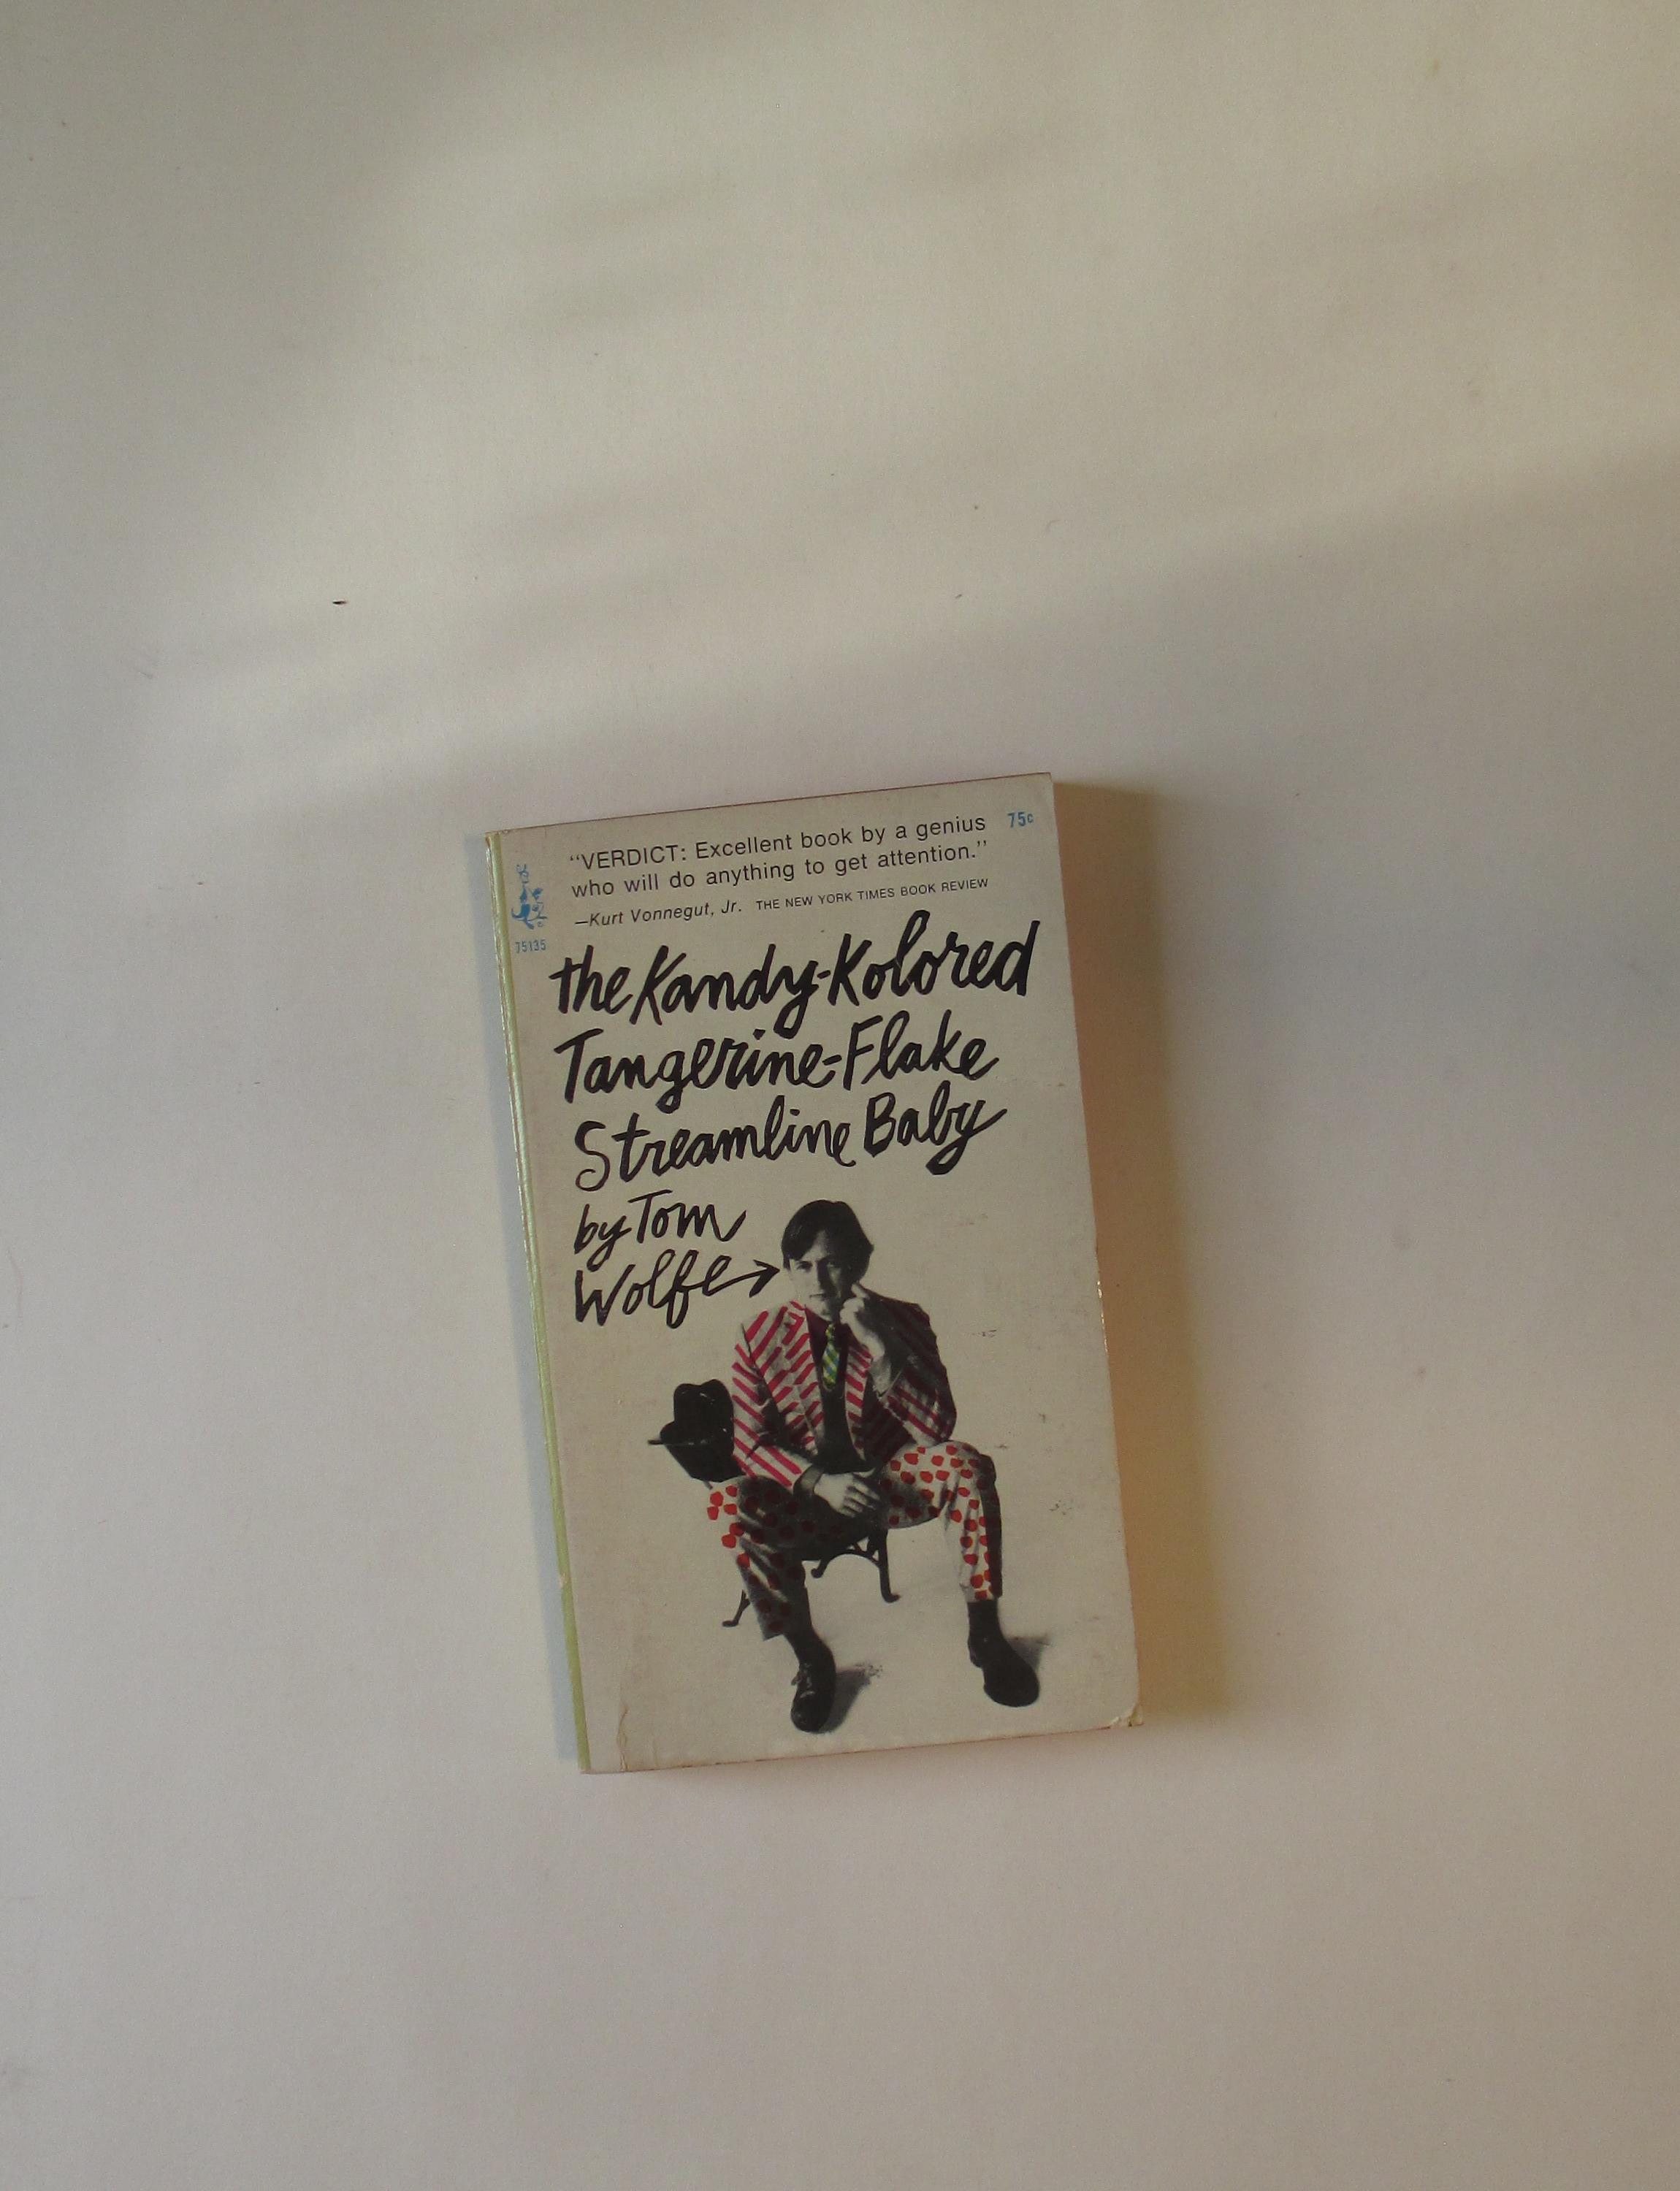 “VERDICT: Excellent book by a genius
who will do anything to get attention.”
—Kurt Vonnegut, Jr. THE NEW YORK TIMES BOOK REVIEW
75c
75135
the Kandy-Kolored
Tangerine-Flake
Streamline Baby
by Tom
Wolfe